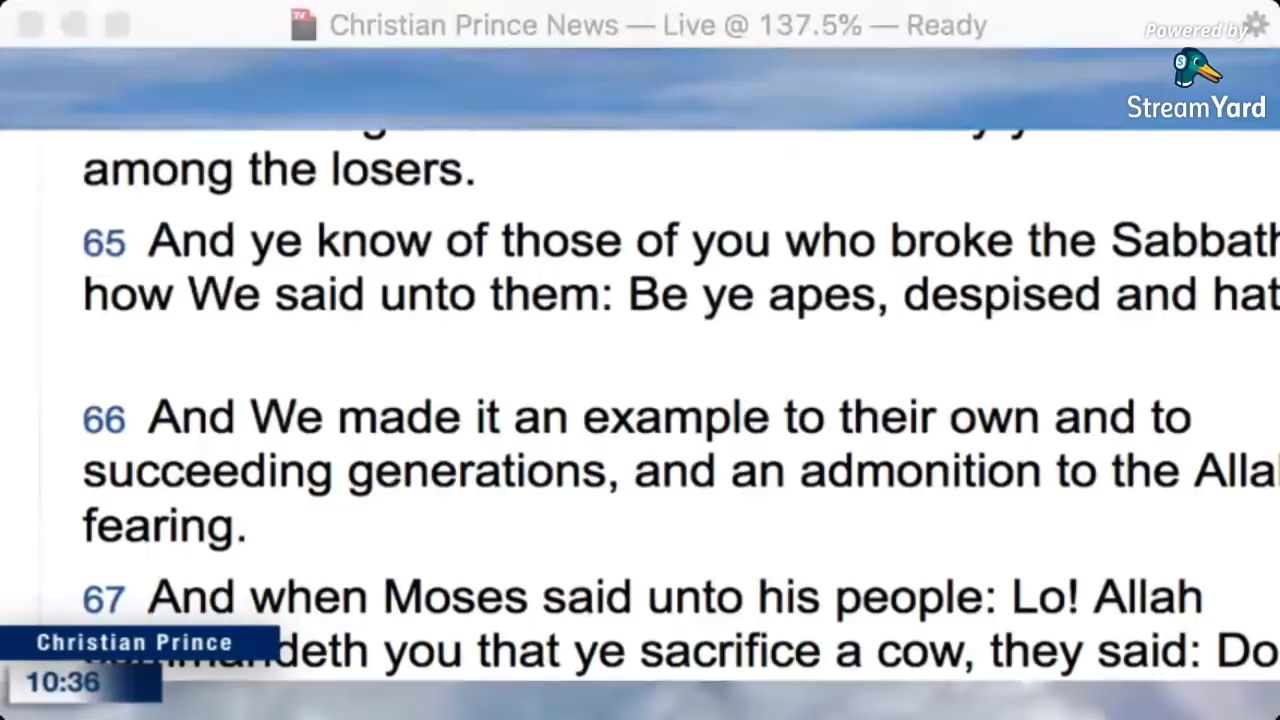 Christian Prince News — Live @ 137.5% — Ready
Powered by
StreamYard
among the losers.
65 And ye know of those of you who broke the Sabbath
how We said unto them: Be ye apes, despised and hat
66 And We made it an example to their own and to
succeeding generations, and an admonition to the Alla
fearing.
67 And when Moses said unto his people: Lo! Allah
deth you that ye sacrifice a cow, they said: Do
Christian Prince
10:36